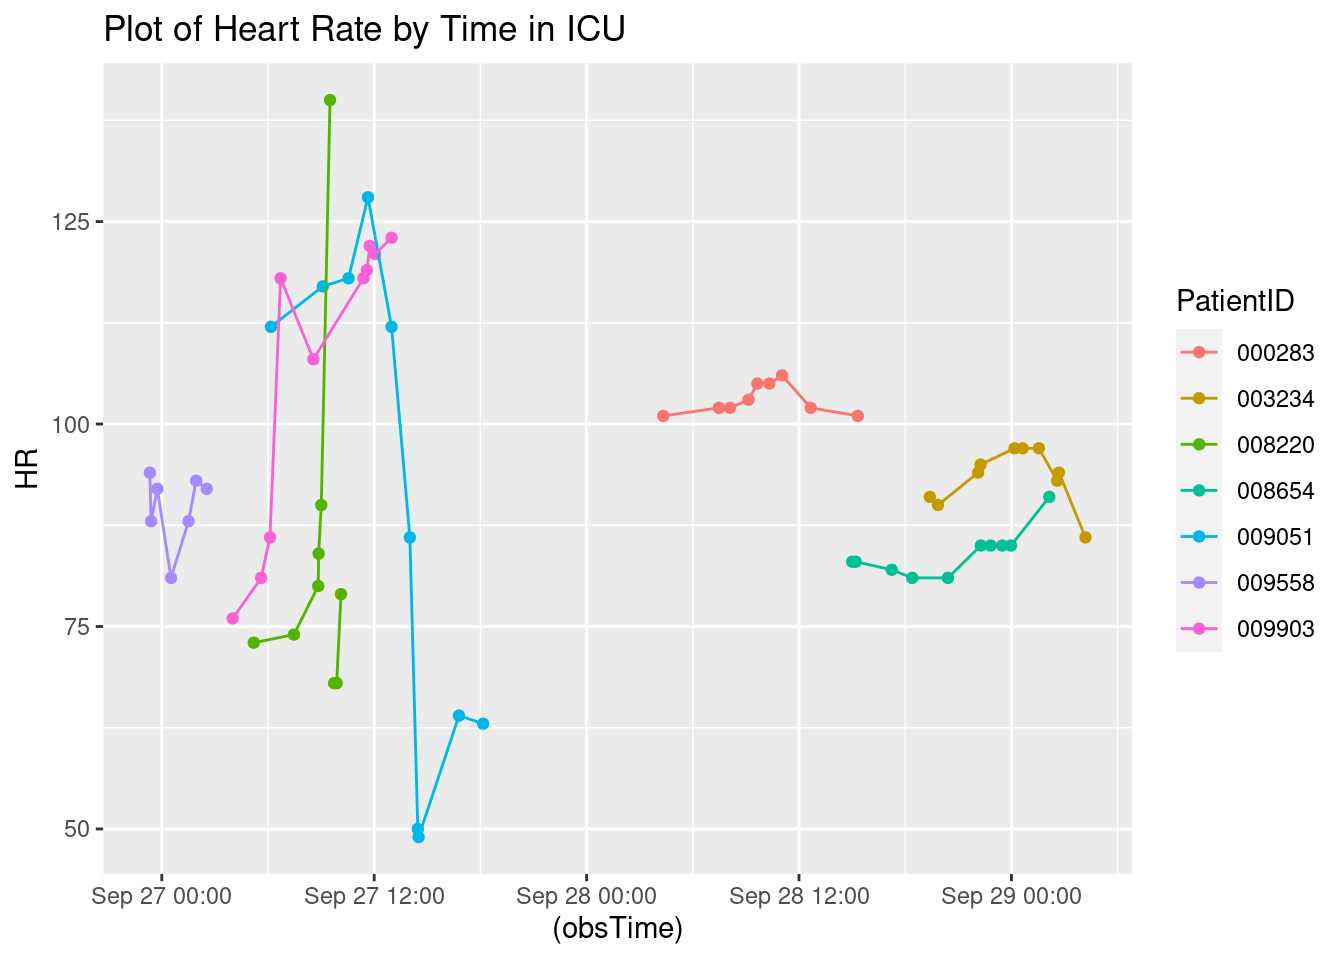 Plot of Heart Rate by Time in ICU
HR
125
100
75
50
Sep 27 00:00 Sep 27 12:00 Sep 28 00:00 Sep 28 12:00 Sep 29 00:00
(obsTime)
PatientID
000283
003234
008220
008654
009051
009558
009903